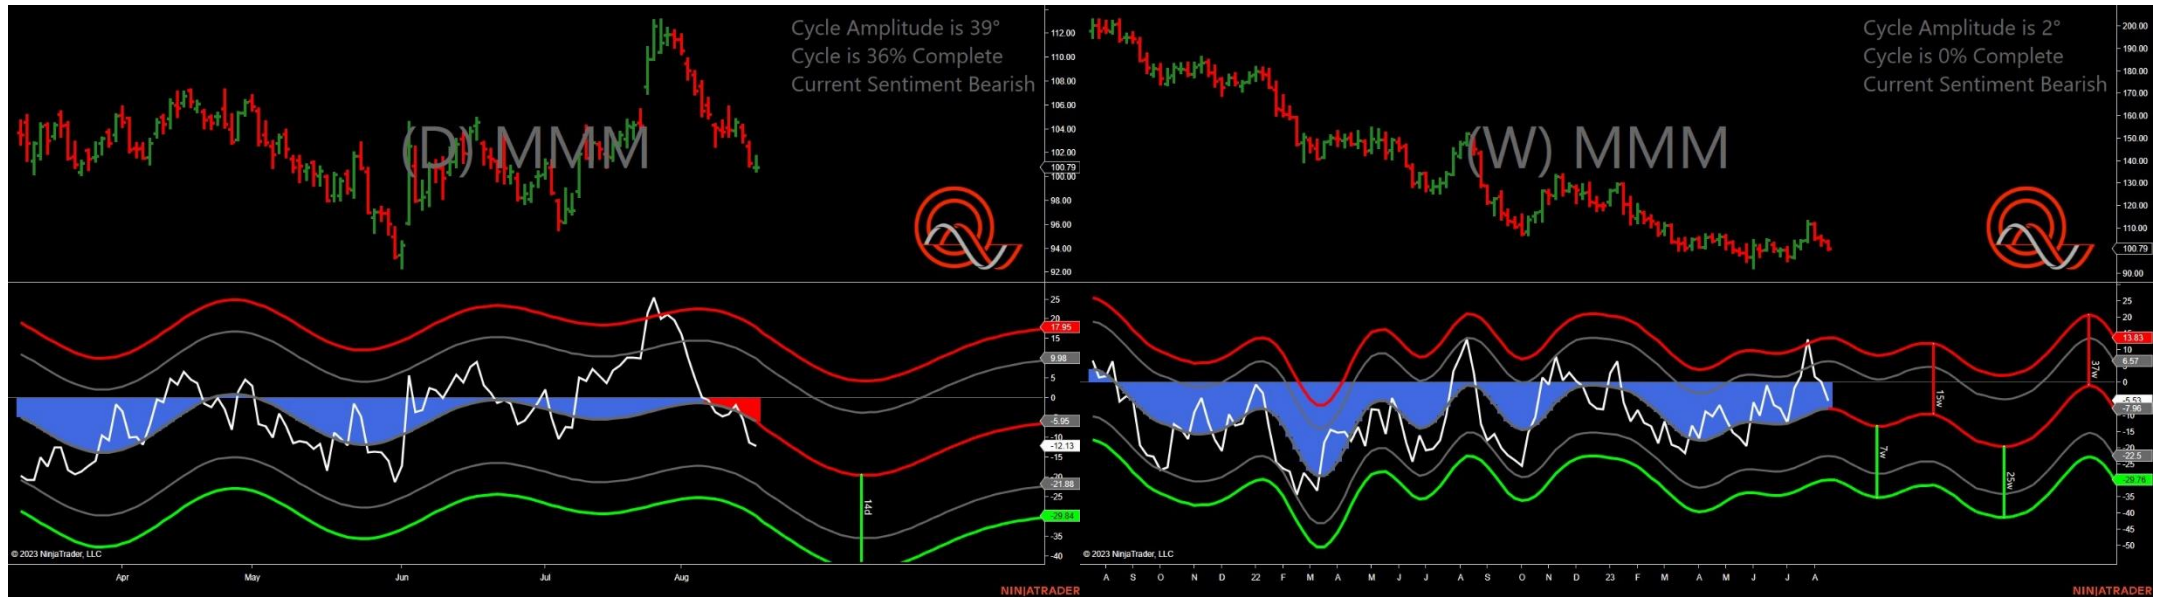 Cycle Amplitude is 39°
Cycle is 36% Complete
Current Sentiment Bearish
(D) MMM
112.00
110.00
108.00
106.00
104.00
102.00
100.79
100.00
98.00
96.00
94.00
92.00
25
17.95
9.98
5
0
-5.95
-10
-12.13
-15
-21.88
-29.84
-35
-40
14d
© 2023 NinjaTrader, LLC
Apr May Jun Jul Aug
NINJATRADER
Cycle Amplitude is 2°
Cycle is 0% Complete
Current Sentiment Bearish
(W) MMM
200.00
190.00
180.00
170.00
160.00
150.00
140.00
130.00
120.00
110.00
100.79
90.00
25
20
13.83
10
6.57
0
-5.53
-7.96
-10
-15
-22.5
-25
-29.76
-35
-40
-45
-50
7w
15w
25w
37w
© 2023 NinjaTrader, LLC
A S O N D 22 F M A M J J A S O N D 23 F M A M J J A
NINJATRADER